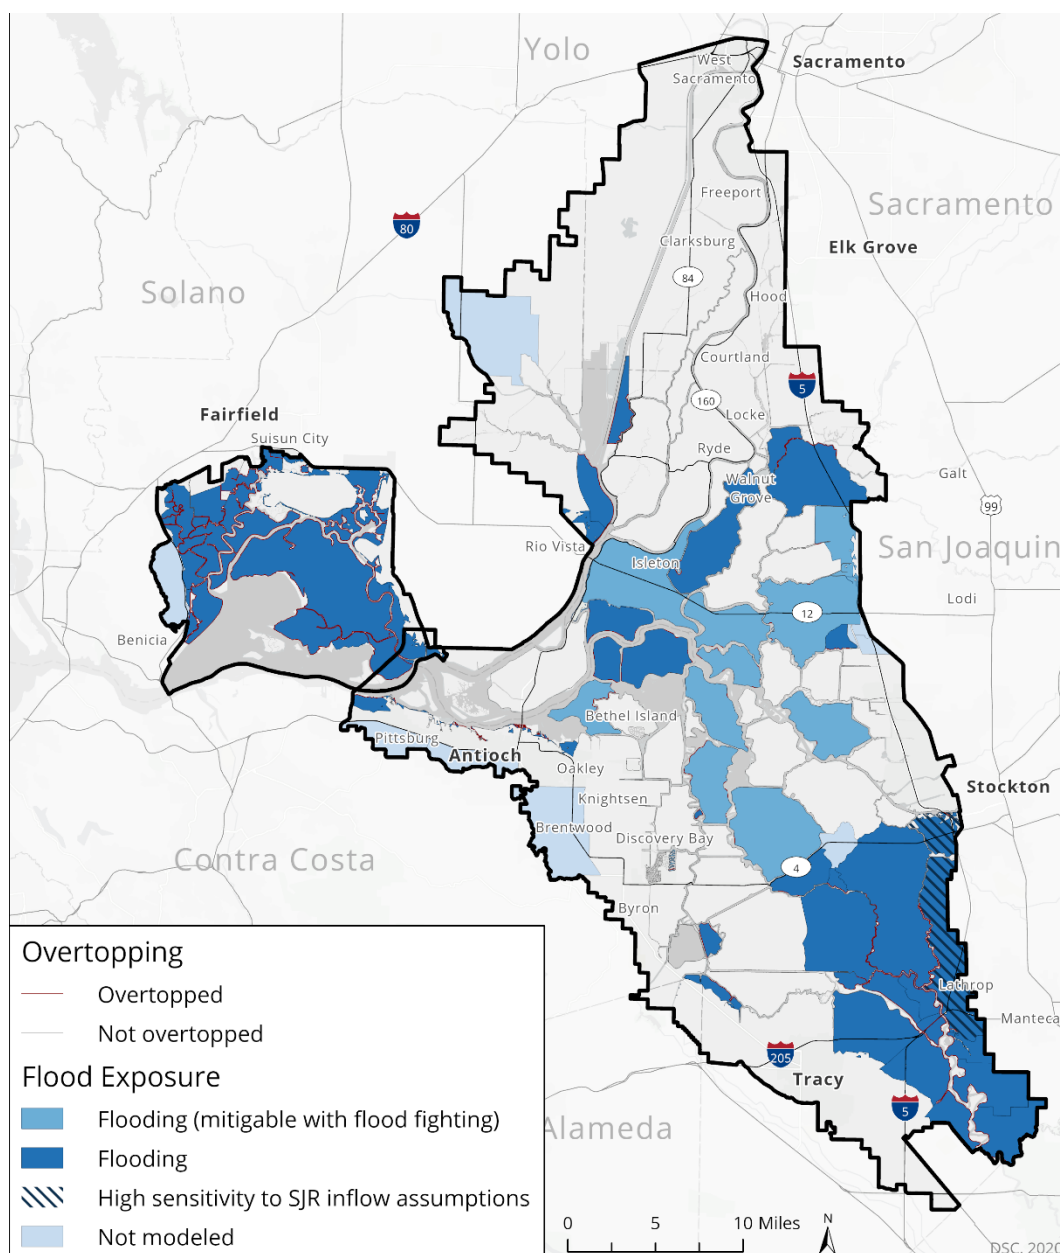 Yolo
West
Sacramento
Sacramento
Freeport
Sacramento
80
Clarksburg
Elk Grove
84
Solano
Hood
Courtland
5
160
Fairfield
Locke
Suisun City
Ryde
Galt
Walnut
Grove
99
Rio Vista
San Joaquin
Isleton
Lodi
12
Benicia
Bethel Island
Pittsburg
Antioch
Oakley
Stockton
Knightsen
Brentwood
Discovery Bay
Contra Costa
4
Byron
Lathrop
Manteca
205
Tracy
5
Alameda
Overtopping
Overtopped
Not overtopped
Flood Exposure
Flooding (mitigable with flood fighting)
Flooding
High sensitivity to SJR inflow assumptions
Not modeled
0 5 10 Miles
N
DSC, 2020